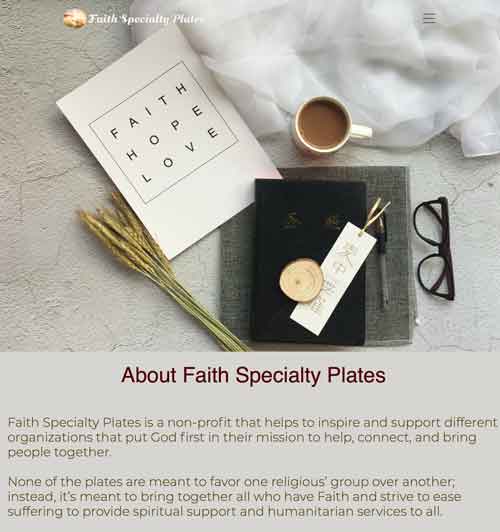 Faith Specialty Plates
FAITH
HOPE
LOVE
About Faith Specialty Plates
Faith Specialty Plates is a non-profit that helps to inspire and support different
organizations that put God first in their mission to help, connect, and bring
people together.
None of the plates are meant to favor one religious’ group over another;
instead, it’s meant to bring together all who have Faith and strive to ease
suffering to provide spiritual support and humanitarian services to all.